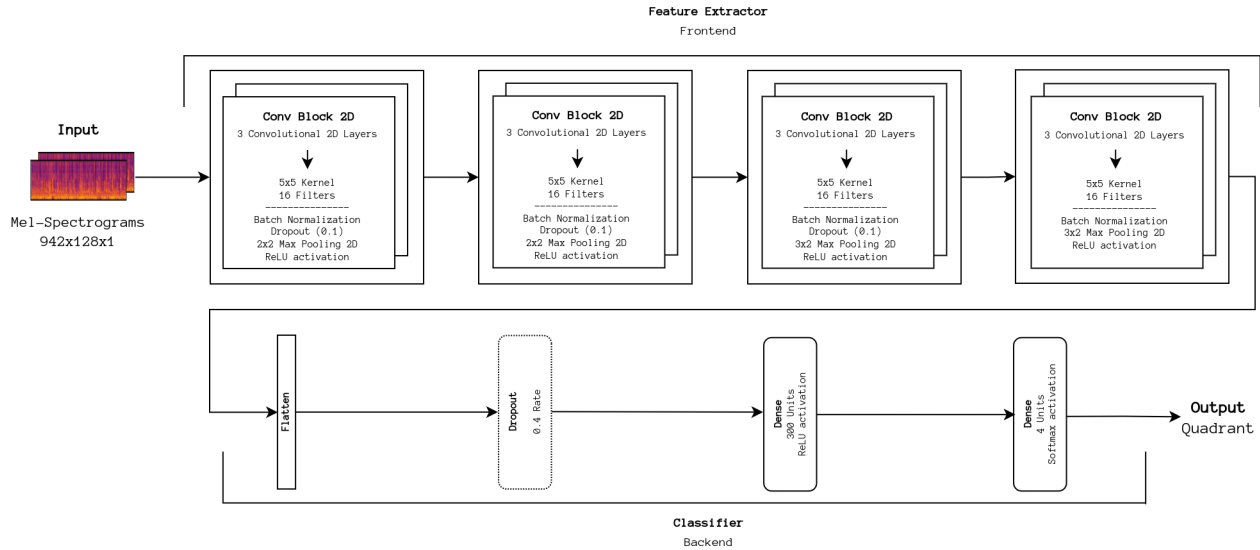 Feature Extractor
Frontend
Input
Mel-Spectrograms
942x128x1
Conv Block 2D
3 Convolutional 2D Layers
5x5 Kernel
16 Filters
---------------
Batch Normalization
Dropout (0.1)
2x2 Max Pooling 2D
ReLU activation
Conv Block 2D
3 Convolutional 2D Layers
5x5 Kernel
16 Filters
---------------
Batch Normalization
Dropout (0.1)
2x2 Max Pooling 2D
ReLU activation
Conv Block 2D
3 Convolutional 2D Layers
5x5 Kernel
16 Filters
---------------
Batch Normalization
Dropout (0.1)
3x2 Max Pooling 2D
ReLU activation
Conv Block 2D
3 Convolutional 2D Layers
5x5 Kernel
16 Filters
---------------
Batch Normalization
3x2 Max Pooling 2D
ReLU activation
Flatten
Dropout
0.4 Rate
Dense
300 Units
ReLU activation
Dense
4 Units
Softmax activation
Output
Quadrant
Classifier
Backend